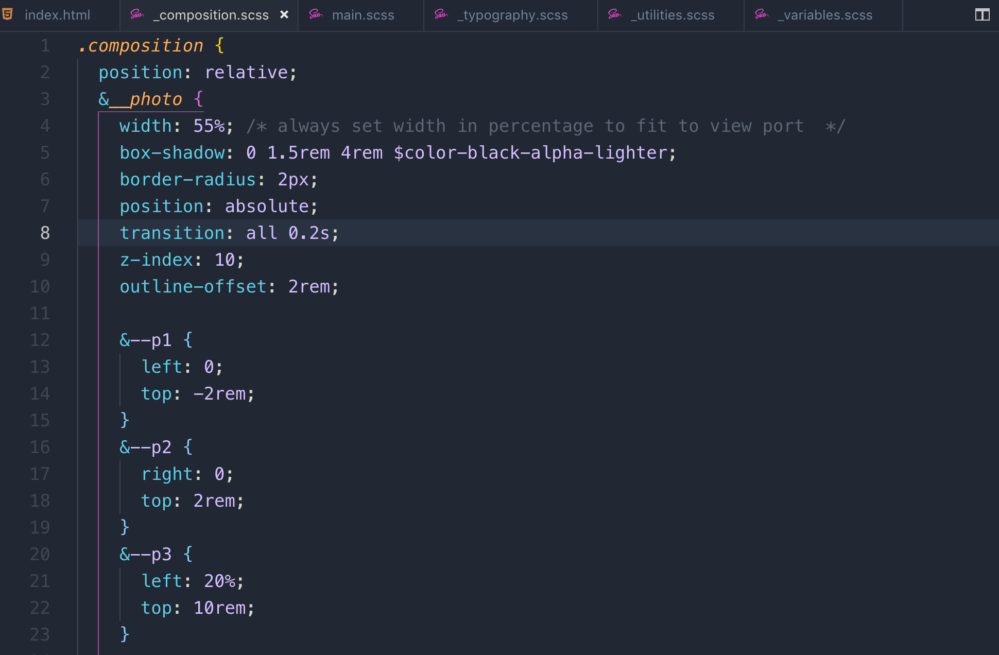 index.html _composition.scss × main.scss _typography.scss _utilities.scss _variables.scss
1 .composition {
2 position: relative;
3 &__photo {
4 width: 55%; /* always set width in percentage to fit to view port  */
5 box-shadow: 0 1.5rem 4rem $color-black-alpha-lighter;
6 border-radius: 2px;
7 position: absolute;
8 transition: all 0.2s;
9 z-index: 10;
10 outline-offset: 2rem;
11
12 &--p1 {
13 left: 0;
14 top: -2rem;
15 }
16 &--p2 {
17 right: 0;
18 top: 2rem;
19 }
20 &--p3 {
21 left: 20%;
22 top: 10rem;
23 }